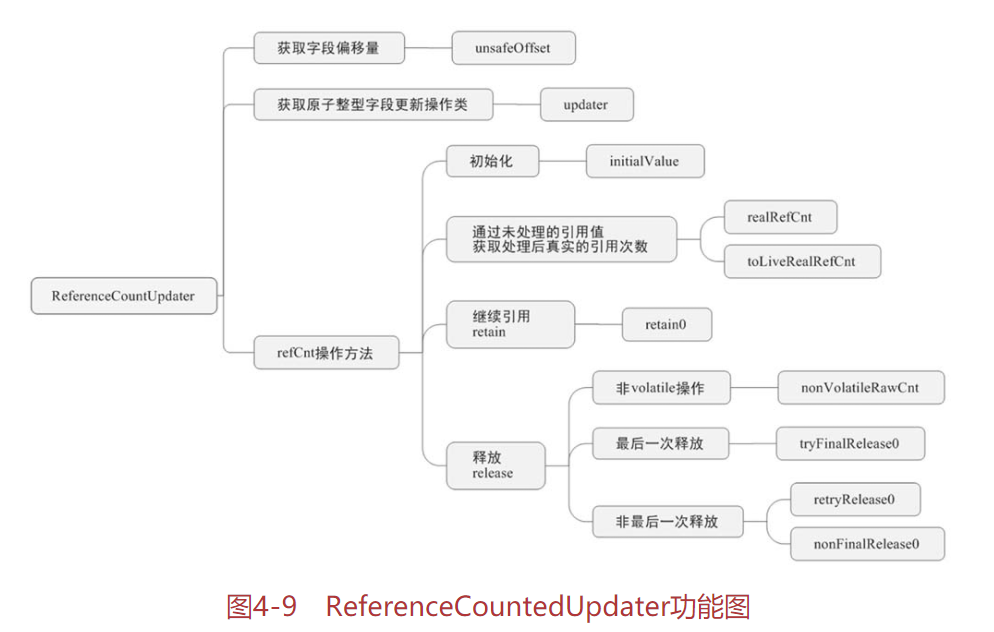 获取字段偏移量
unsafeOffset
获取原子整型字段更新操作类
updater
初始化
initialValue
通过未处理的引用值
获取处理后真实的引用次数
realRefCnt
toLiveRealRefCnt
ReferenceCountUpdater
继续引用
retain
retain0
refCnt操作方法
非volatile操作
nonVolatileRawCnt
最后一次释放
tryFinalRelease0
释放
release
非最后一次释放
retryRelease0
nonFinalRelease0
图4-9 ReferenceCountedUpdater功能图